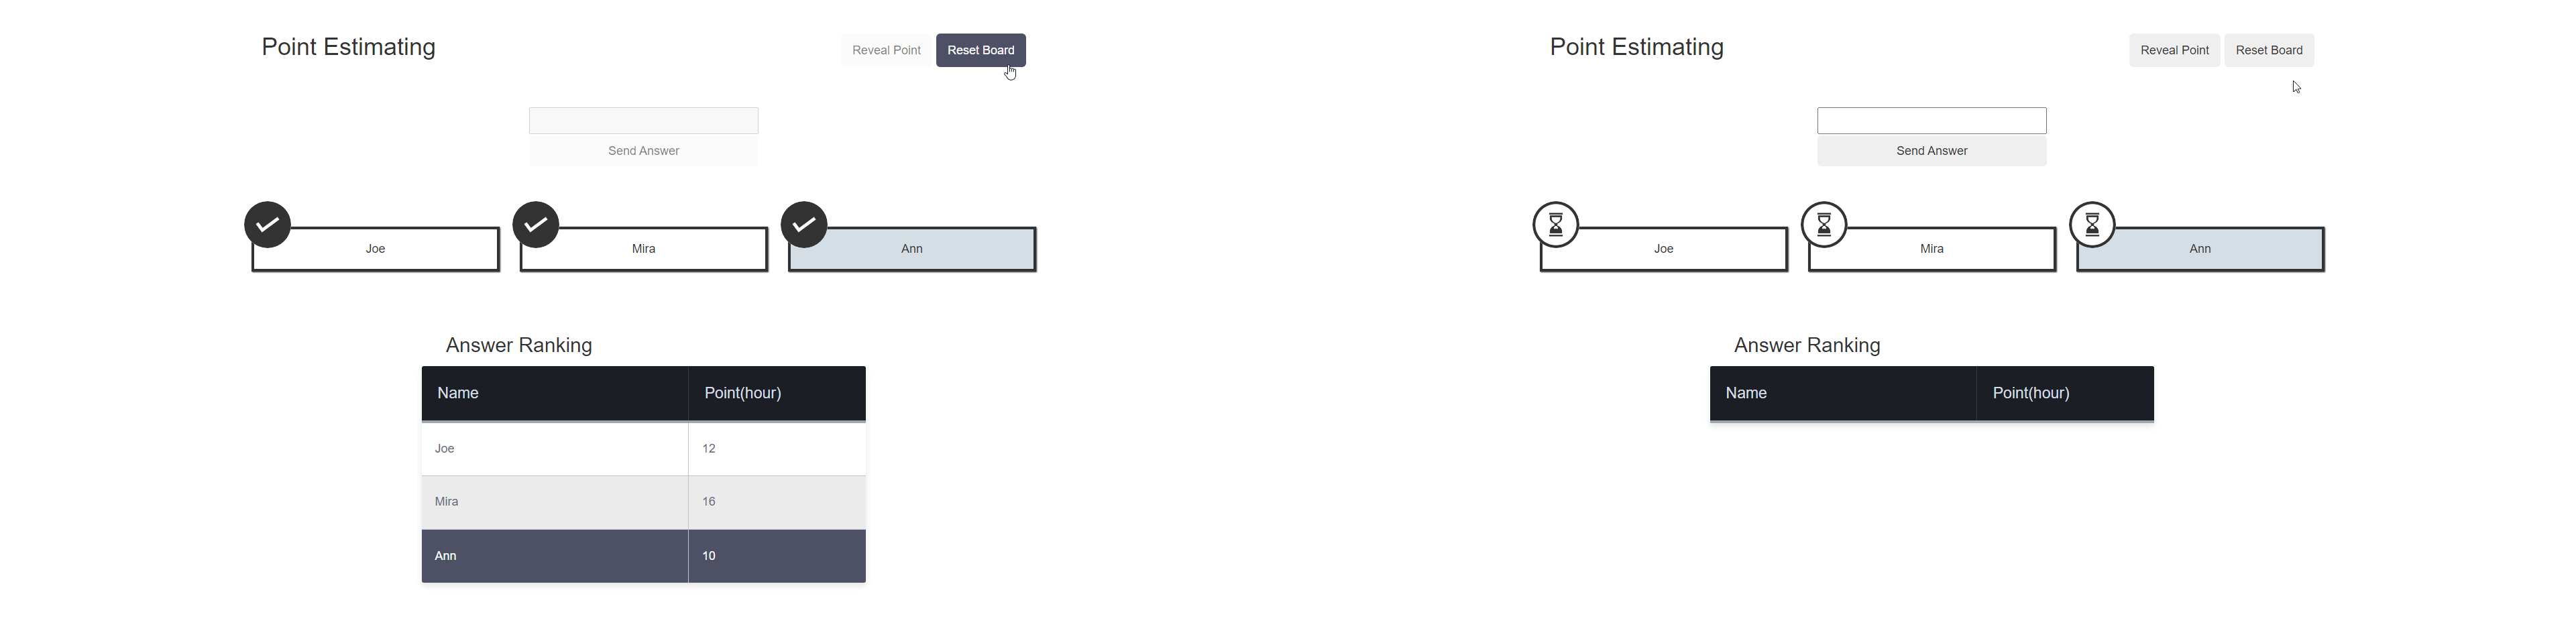 Point Estimating
Reveal Point
Reset Board
Send Answer
Joe
Mira
Ann
Answer Ranking
Name Point(hour)
Joe 12
Mira 16
Ann 10
Point Estimating
Reveal Point
Reset Board
Send Answer
Joe
Mira
Ann
Answer Ranking
Name Point(hour)